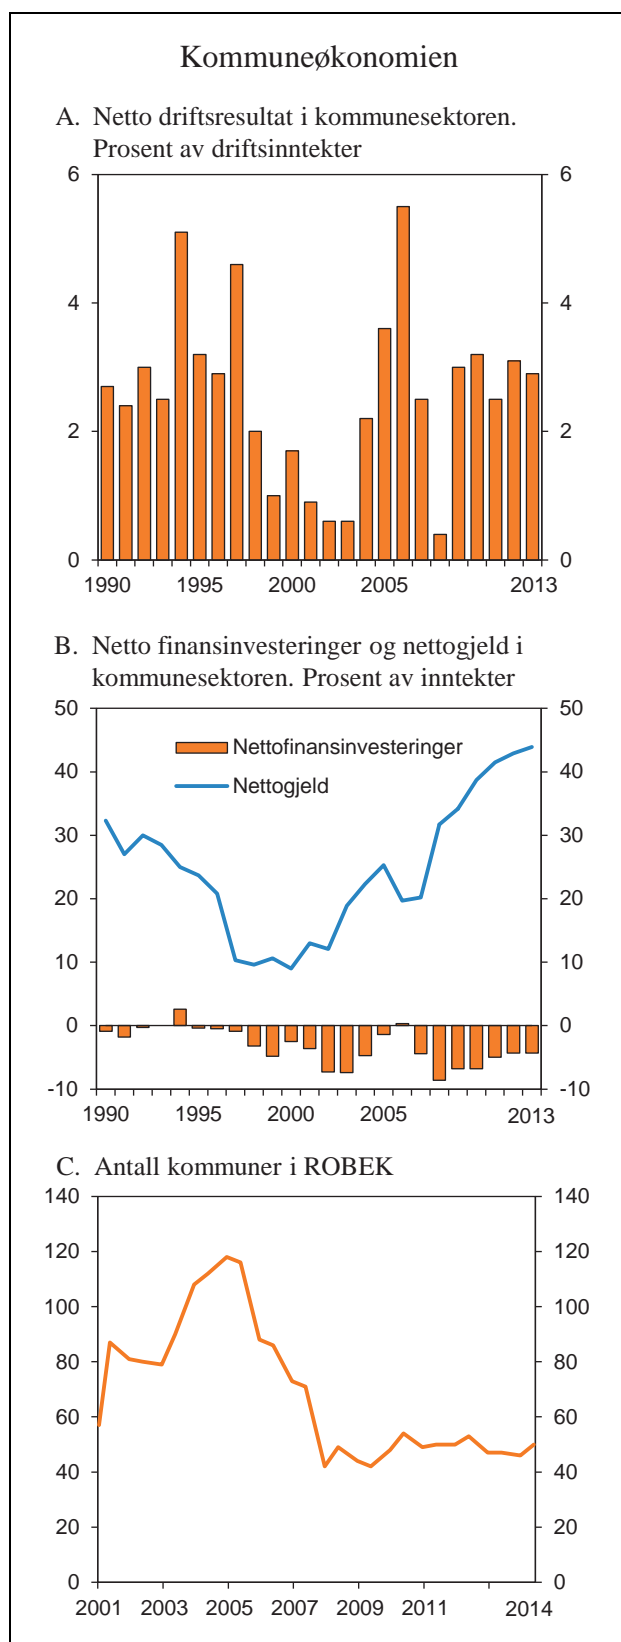 Kommuneøkonomien
A. Netto driftsresultat i kommunesektoren.
Prosent av driftsinntekter
6 6
4 4
2 2
0 0
1990 1995 2000 2005 2013
B. Netto finansinvesteringer og nettogjeld i
kommunesektoren. Prosent av inntekter
50 50
Nettofinansinvesteringer
40 40
Nettogjeld
30 30
20 20
10 10
0 0
-10 -10
1990 1995 2000 2005 2013
C. Antall kommuner i ROBEK
140 140
120 120
100 100
80 80
60 60
40 40
20 20
0 0
2001 2003 2005 2007 2009 2011 2014